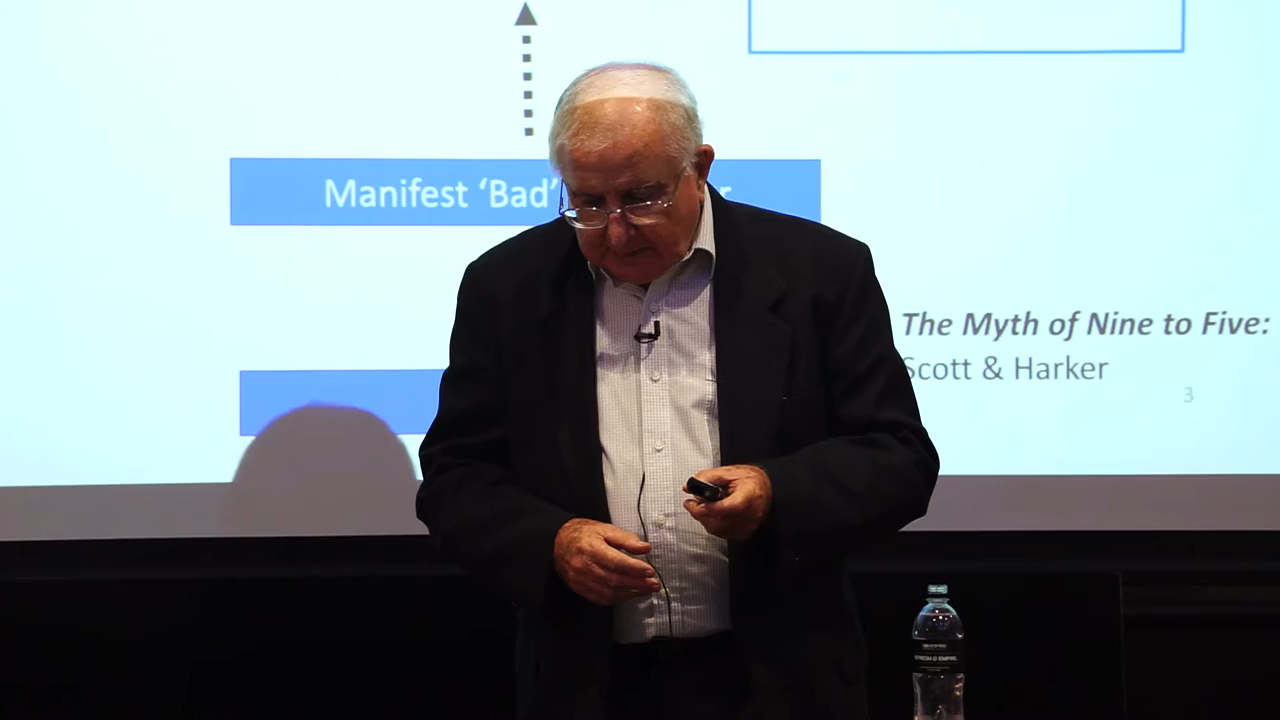 Manifest ‘Bad’
The Myth of Nine to Five:
Scott & Harker
3